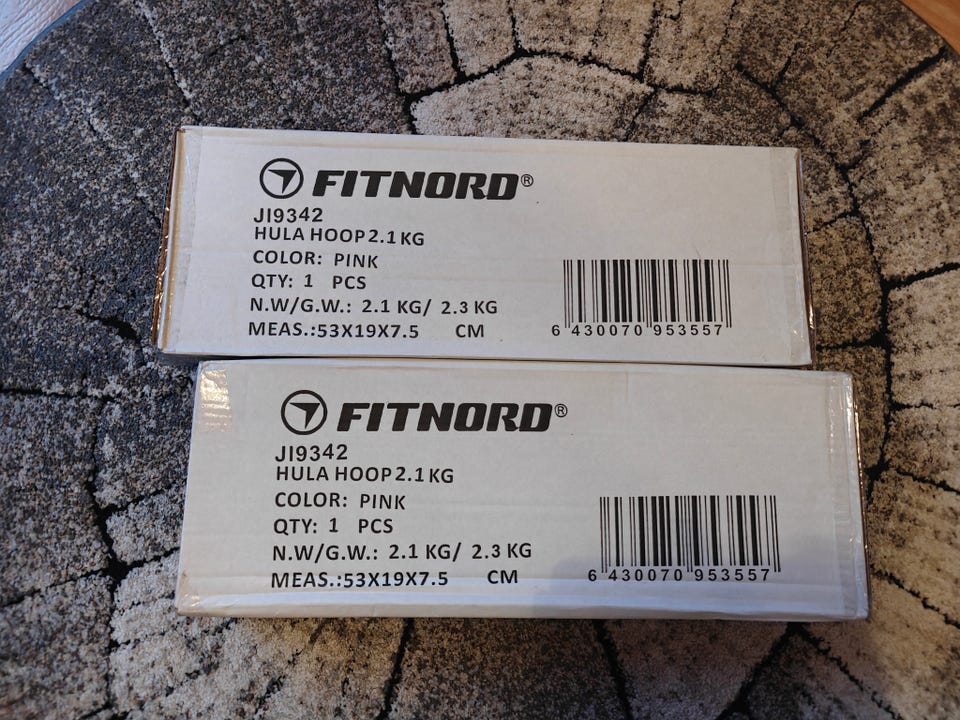 FITNORD®
JI9342
HULA HOOP 2.1 KG
COLOR: PINK
QTY: 1 PCS
N.W/G.W.: 2.1 KG/ 2.3 KG
MEAS.:53X19X7.5 CM
6 430070 953557
FITNORD®
JI9342
HULA HOOP 2.1 KG
COLOR: PINK
QTY: 1 PCS
N.W/G.W.: 2.1 KG/ 2.3 KG
MEAS.:53X19X7.5 CM
6 430070 953557